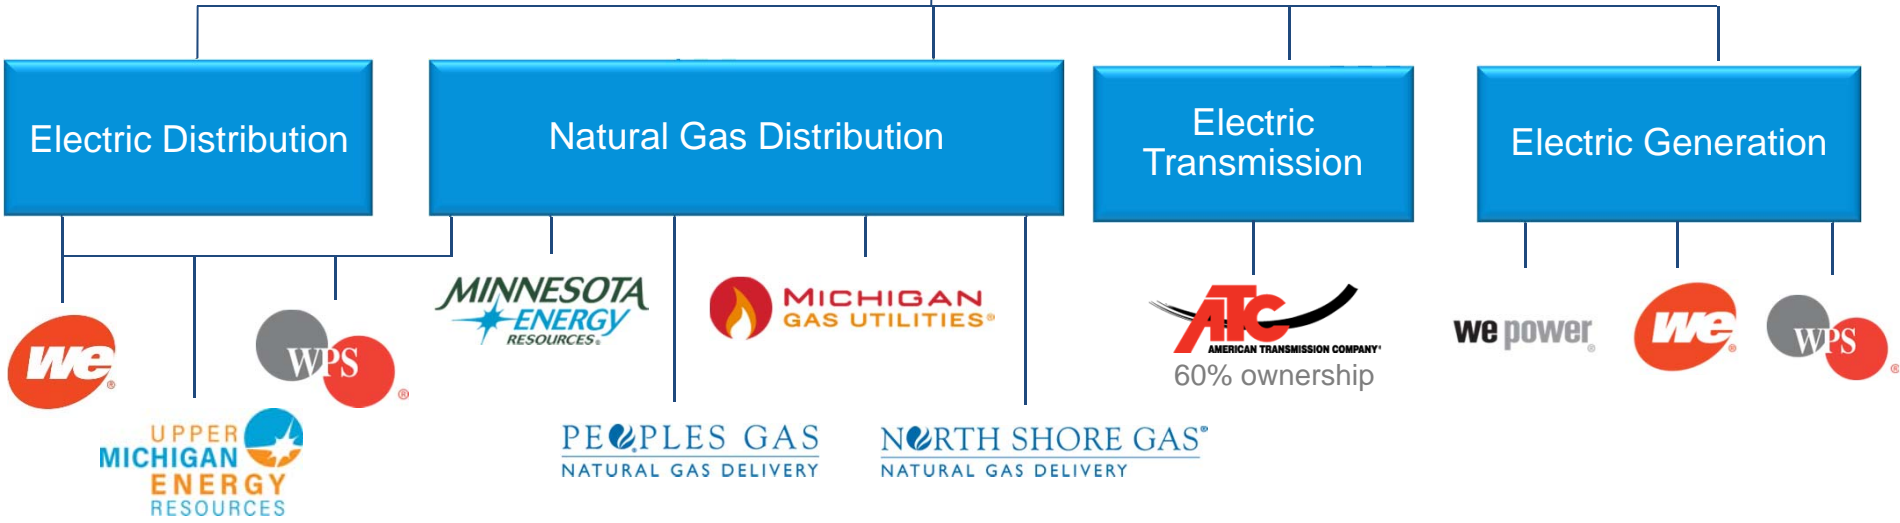 Electric Distribution
Natural Gas Distribution
Electric
Transmission
Electric Generation
we®
WPS®
UPPER
MICHIGAN
ENERGY
RESOURCES
MINNESOTA
ENERGY
RESOURCES®
MICHIGAN
GAS UTILITIES®
PEOPLES GAS
NATURAL GAS DELIVERY
NORTH SHORE GAS®
NATURAL GAS DELIVERY
ATC
AMERICAN TRANSMISSION COMPANY®
60% ownership
we power®
we®
WPS®